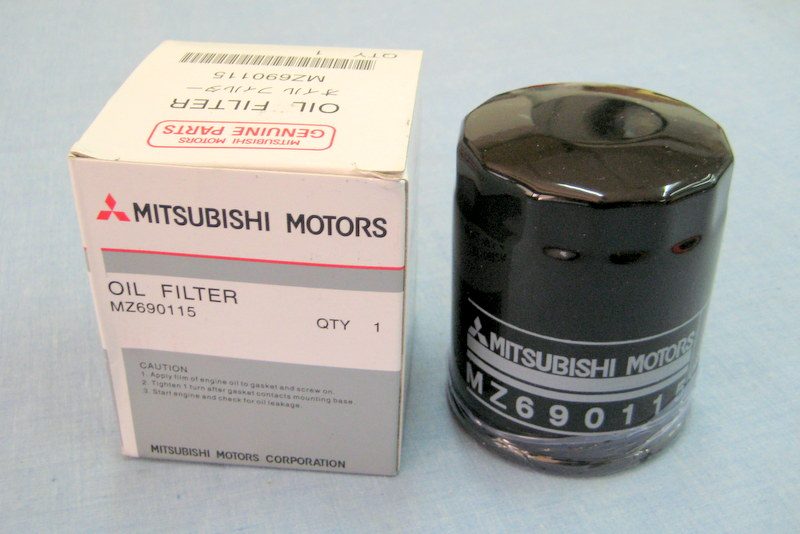 QTY 1
MZ690115
オイル フィルター
OIL FILTER
MITSUBISHI MOTORS
GENUINE PARTS
MITSUBISHI MOTORS
OIL FILTER
MZ690115
QTY 1
CAUTION
1. Apply film of engine oil to gasket and screw on.
2. Tighten 1 turn after gasket contacts mounting base.
3. Start engine and check for oil leakage.
MITSUBISHI MOTORS CORPORATION
MITSUBISHI MOTORS
MZ690115